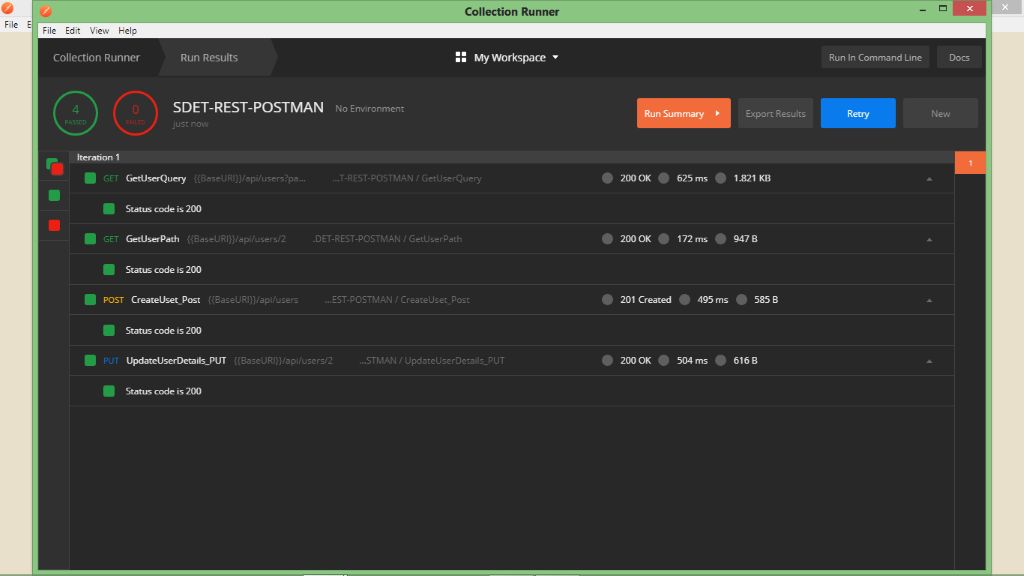 Collection Runner
File
E
File Edit View Help
Collection Runner
Run Results
My Workspace
Run In Command Line
Docs
4
PASSED
0
FAILED
SDET-REST-POSTMAN
No Environment
just now
Run Summary
Export Results
Retry
New
Iteration 1
1
GET GetUserQuery {{BaseURI}}/api/users?pa... ...T-REST-POSTMAN / GetUserQuery 200 OK 625 ms 1.821 KB
Status code is 200
GET GetUserPath {{BaseURI}}/api/users/2 .DET-REST-POSTMAN / GetUserPath 200 OK 172 ms 947 B
Status code is 200
POST CreateUset_Post {{BaseURI}}/api/users ...EST-POSTMAN / CreateUset_Post 201 Created 495 ms 585 B
Status code is 200
PUT UpdateUserDetails_PUT {{BaseURI}}/api/users/2 ...STMAN / UpdateUserDetails_PUT 200 OK 504 ms 616 B
Status code is 200